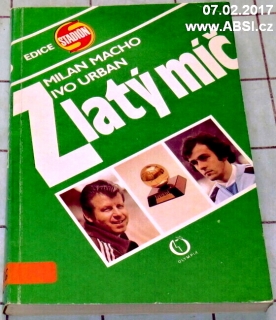 07.02.2017
www.ABSI.cz
EDICE STADION
MILAN MACHO
IVO URBAN
Zlatý míč
OLYMPIA